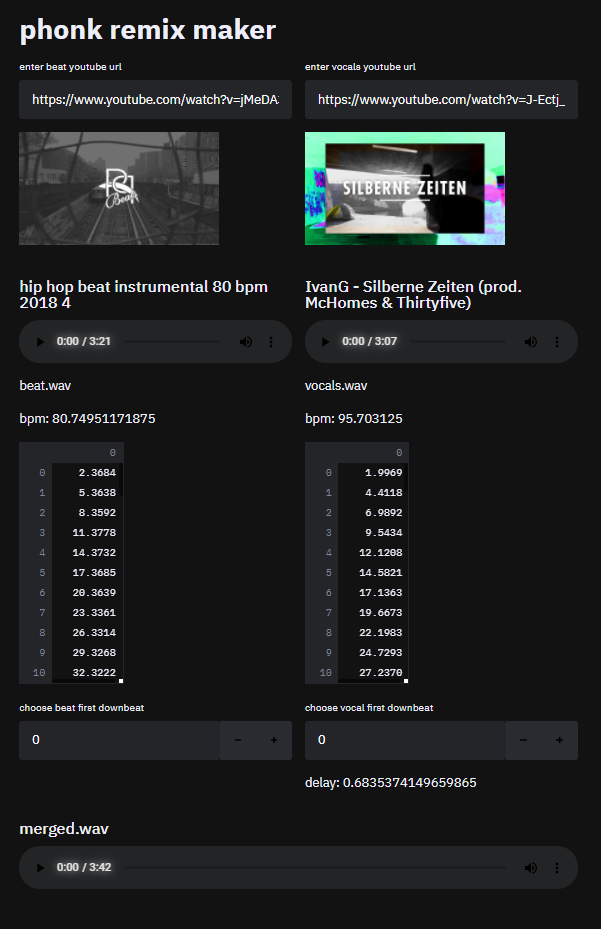 phonk remix maker
enter beat youtube url
https://www.youtube.com/watch?v=jMeDA
enter vocals youtube url
https://www.youtube.com/watch?v=J-Ectj_
Beats
SILBERNE ZEITEN
hip hop beat instrumental 80 bpm
2018 4
IvanG - Silberne Zeiten (prod.
McHomes & Thirtyfive)
0:00 / 3:21
0:00 / 3:07
beat.wav
vocals.wav
bpm: 80.74951171875
bpm: 95.703125
0
0 2.3684
1 5.3638
2 8.3592
3 11.3778
4 14.3732
5 17.3685
6 20.3639
7 23.3361
8 26.3314
9 29.3268
10 32.3222
0
0 1.9969
1 4.4118
2 6.9892
3 9.5434
4 12.1208
5 14.5821
6 17.1363
7 19.6673
8 22.1983
9 24.7293
10 27.2370
choose beat first downbeat
0 - +
choose vocal first downbeat
0 - +
delay: 0.6835374149659865
merged.wav
0:00 / 3:42